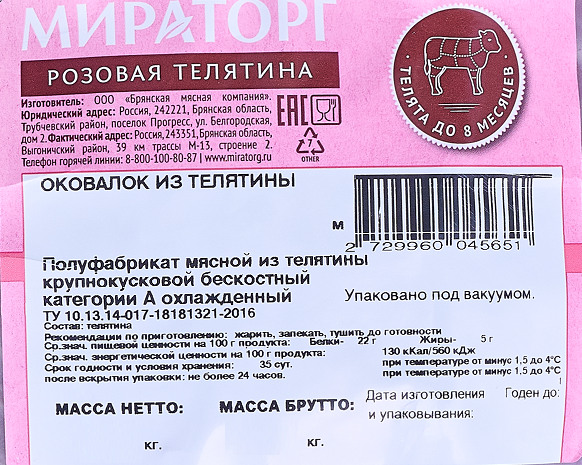 МИРАТОРГ
РОЗОВАЯ ТЕЛЯТИНА
ТЕЛЯТА ДО 8 МЕСЯЦЕВ
Изготовитель: ООО «Брянская мясная компания».
Юридический адрес: Россия, 242221, Брянская область,
Трубчевский район, поселок Прогресс, ул. Белгородская,
дом 2. Фактический адрес: Россия, 243351, Брянская область,
Выгоничский район, 39 км трассы М-13, строение 2.
Телефон горячей линии: 8-800-100-80-87 | www.miratorg.ru
EAC
7
OTHER
ОКОВАЛОК ИЗ ТЕЛЯТИНЫ
М
2 729960 045651
Полуфабрикат мясной из телятины
крупнокусковой бескостный
категории А охлажденный
Упаковано под вакуумом.
ТУ 10.13.14-017-18181321-2016
Состав: телятина
Рекомендации по приготовлению: жарить, запекать, тушить до готовности
Ср.знач. пищевой ценности на 100 г продукта: Белки- 22 г Жиры- 5 г
Ср.знач. энергетической ценности на 100 г продукта: 130 кКал/560 кДж
Срок годности и условия хранения: 35 сут. при температуре от минус 1,5 до 4°С
после вскрытия упаковки: не более 24 часов. при температуре от минус 1,5 до 4°С
МАССА НЕТТО: МАССА БРУТТО: Дата изготовления Годен до:
и упаковывания:
кг. кг.